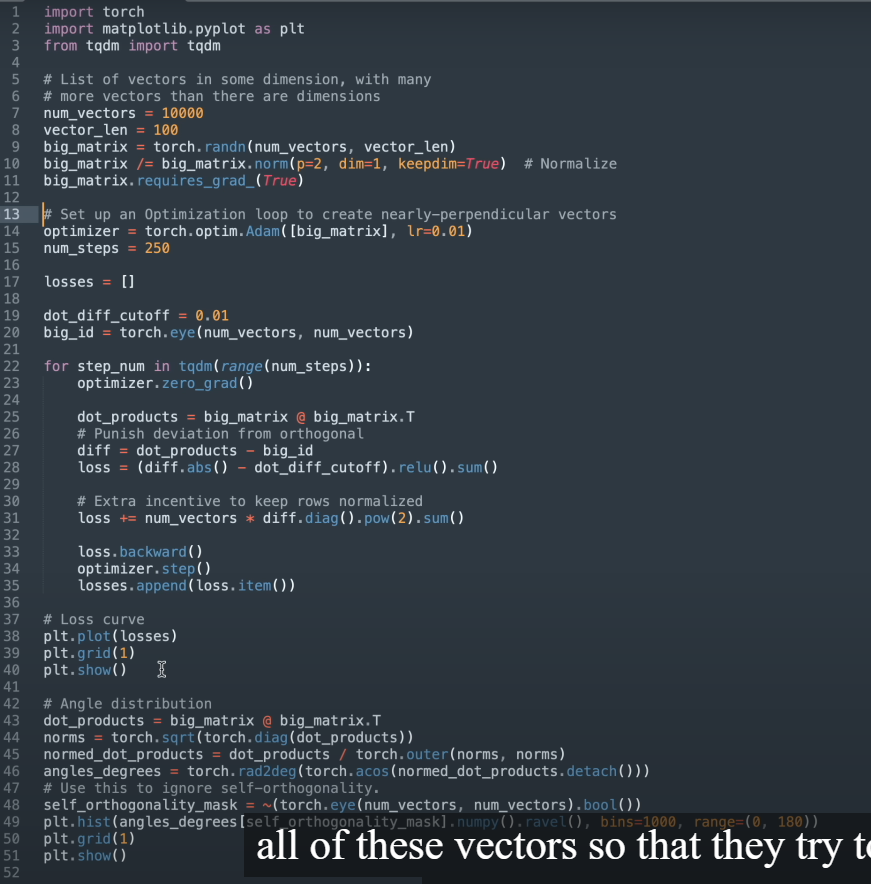 1 import torch
2 import matplotlib.pyplot as plt
3 from tqdm import tqdm
4
5 # List of vectors in some dimension, with many
6 # more vectors than there are dimensions
7 num_vectors = 10000
8 vector_len = 100
9 big_matrix = torch.randn(num_vectors, vector_len)
10 big_matrix /= big_matrix.norm(p=2, dim=1, keepdim=True)  # Normalize
11 big_matrix.requires_grad_(True)
12
13 # Set up an Optimization loop to create nearly-perpendicular vectors
14 optimizer = torch.optim.Adam([big_matrix], lr=0.01)
15 num_steps = 250
16
17 losses = []
18
19 dot_diff_cutoff = 0.01
20 big_id = torch.eye(num_vectors, num_vectors)
21
22 for step_num in tqdm(range(num_steps)):
23     optimizer.zero_grad()
24
25     dot_products = big_matrix @ big_matrix.T
26     # Punish deviation from orthogonal
27     diff = dot_products - big_id
28     loss = (diff.abs() - dot_diff_cutoff).relu().sum()
29
30     # Extra incentive to keep rows normalized
31     loss += num_vectors * diff.diag().pow(2).sum()
32
33     loss.backward()
34     optimizer.step()
35     losses.append(loss.item())
36
37 # Loss curve
38 plt.plot(losses)
39 plt.grid(1)
40 plt.show()
41
42 # Angle distribution
43 dot_products = big_matrix @ big_matrix.T
44 norms = torch.sqrt(torch.diag(dot_products))
45 normed_dot_products = dot_products / torch.outer(norms, norms)
46 angles_degrees = torch.rad2deg(torch.acos(normed_dot_products.detach()))
47 # Use this to ignore self-orthogonality.
48 self_orthogonality_mask = ~(torch.eye(num_vectors, num_vectors).bool())
49 plt.hist(angles_degrees[self_orthogonality_mask].numpy().ravel(), bins=1000, range=(0, 180))
50 plt.grid(1)
51 plt.show()
52
all of these vectors so that they try